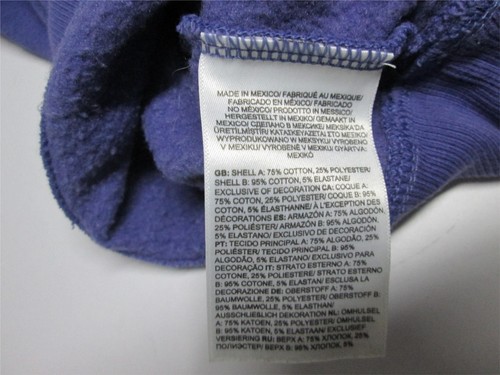 MADE IN MEXICO/ FABRIQUÉ AU MEXIQUE/
FABRICADO EN MÉXICO/ FABRICADO
NO MÉXICO/ PRODOTTO IN MESSICO/
HERGESTELLT IN MEXIKO/ GEMAAKT IN
MEXICO/ СДЕЛАНО В МЕКСИКЕ/ MEKSIKA'DA
ÜRETİLMİŞTİR/ ΚΑΤΑΣΚΕΥΑΖΕΤΑΙ ΣΤΟ ΜΕΞΙΚΟ/
WYPRODUKOWANO W MEKSYKU/ VYROBENO
V MEXIKU/ VYROBENÉ V MEXIKU/ GYÁRTVA:
MEXIKÓ
GB: SHELL A: 75% COTTON, 25% POLYESTER/
SHELL B: 95% COTTON, 5% ELASTANE/
EXCLUSIVE OF DECORATION CA: COQUE A:
75% COTON, 25% POLYESTER/ COQUE B: 95%
COTON, 5% ÉLASTHANNE/ À L'EXCEPTION DES
DÉCORATIONS ES: ARMAZÓN A: 75% ALGODÓN,
25% POLIÉSTER/ ARMAZÓN B: 95% ALGODÓN,
5% ELASTANO/ EXCLUSIVO DE DECORACIÓN
PT: TECIDO PRINCIPAL A: 75% ALGODÃO, 25%
POLIÉSTER/ TECIDO PRINCIPAL B: 95%
ALGODÃO, 5% ELASTANO/ EXCLUSIVO PARA
DECORAÇÃO IT: STRATO ESTERNO A: 75%
COTONE, 25% POLIESTERE/ STRATO ESTERNO
B: 95% COTONE, 5% ELASTAN/ ESCLUSA LA
DECORAZIONE DE: OBERSTOFF A: 75%
BAUMWOLLE, 25% POLYESTER/ OBERSTOFF B:
95% BAUMWOLLE, 5% ELASTHAN/
AUSSCHLIESSLICH DEKORATION NL: OMHULSEL
A: 75% KATOEN, 25% POLYESTER/ OMHULSEL
B: 95% KATOEN, 5% ELASTAAN/ EXCLUSIEF
VERSIERING RU: ВЕРХ A: 75% ХЛОПОК, 25%
ПОЛИЭСТЕР/ ВЕРХ B: 95% ХЛОПОК, 5%